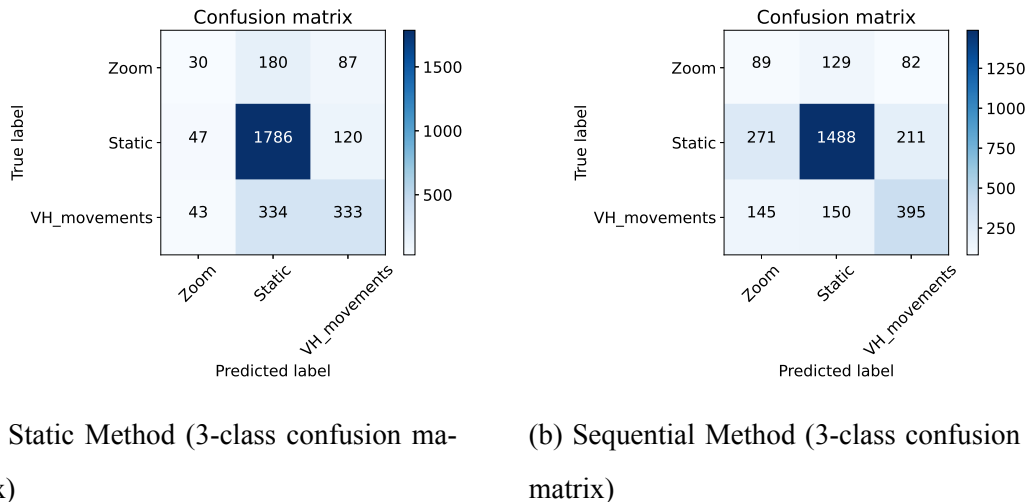 Confusion matrix
Zoom 30 180 87
Static 47 1786 120
VH_movements 43 334 333
True label
Zoom Static VH_movements
Predicted label
1500
1000
500
Static Method (3-class confusion ma-
x)
Confusion matrix
Zoom 89 129 82
Static 271 1488 211
VH_movements 145 150 395
True label
Zoom Static VH_movements
Predicted label
1250
1000
750
500
250
(b) Sequential Method (3-class confusion
matrix)